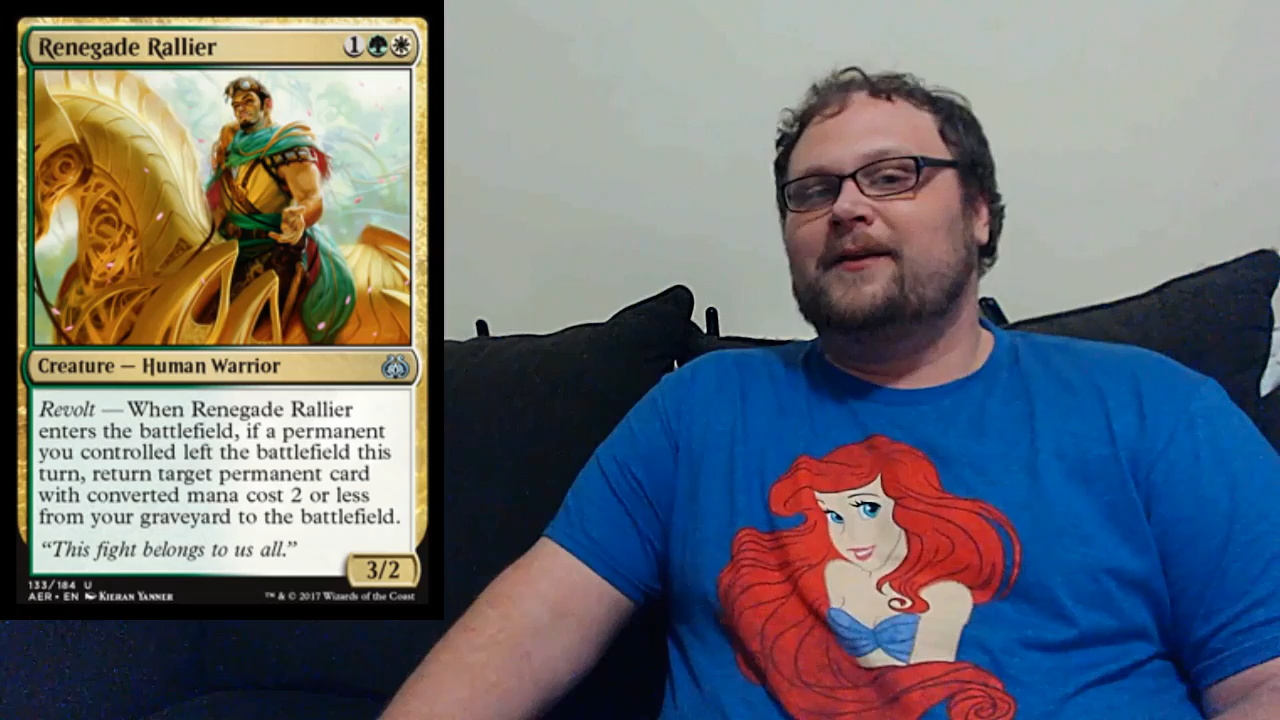 Renegade Rallier 1
Creature — Human Warrior
Revolt — When Renegade Rallier
enters the battlefield, if a permanent
you controlled left the battlefield this
turn, return target permanent card
with converted mana cost 2 or less
from your graveyard to the battlefield.
“This fight belongs to us all.”
3/2
133/184 U
AER • EN Kieran Yanner
™ & © 2017 Wizards of the Coast